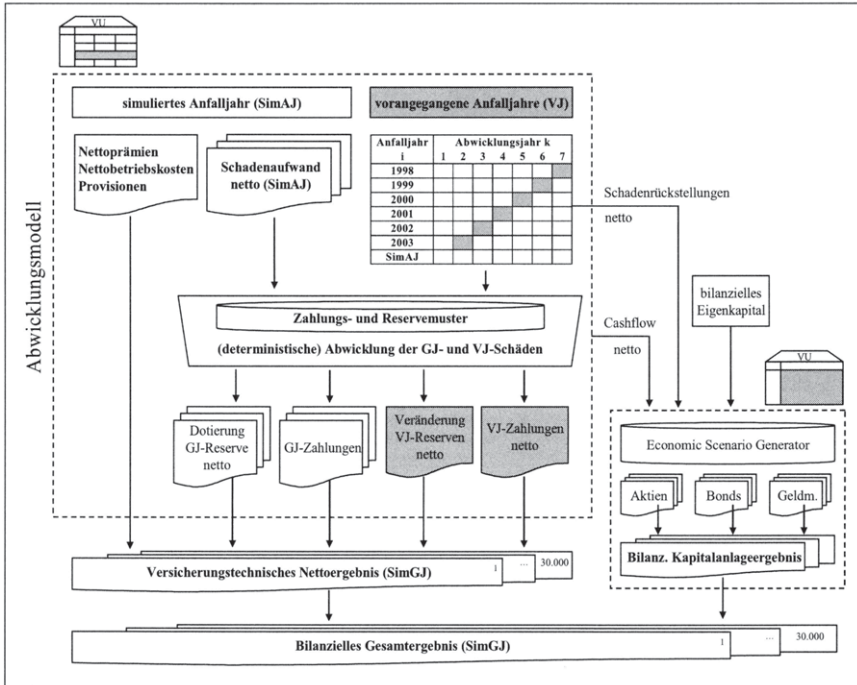 VU
simuliertes Anfalljahr (SimAJ)
vorangegangene Anfalljahre (VJ)
Nettoprämien
Nettobetriebskosten
Provisionen
Schadenaufwand
netto (SimAJ)
Anfalljahr
i
Abwicklungsjahr k
1 2 3 4 5 6 7
1998
1999
2000
2001
2002
2003
SimAJ
Schadenrückstellungen
netto
Abwicklungsmodell
bilanzielles
Eigenkapital
Zahlungs- und Reservemuster
(deterministische) Abwicklung der GJ- und VJ-Schäden
Cashflow
netto
VU
Dotierung
GJ-Reserve
netto
GJ-Zahlungen
Veränderung
VJ-Reserven
netto
VJ-Zahlungen
netto
Economic Scenario Generator
Aktien
Bonds
Geldm.
Bilanz. Kapitalanlageergebnis
Versicherungstechnisches Nettoergebnis (SimGJ)
1 ... 30.000
Bilanzielles Gesamtergebnis (SimGJ)
1 ... 30.000